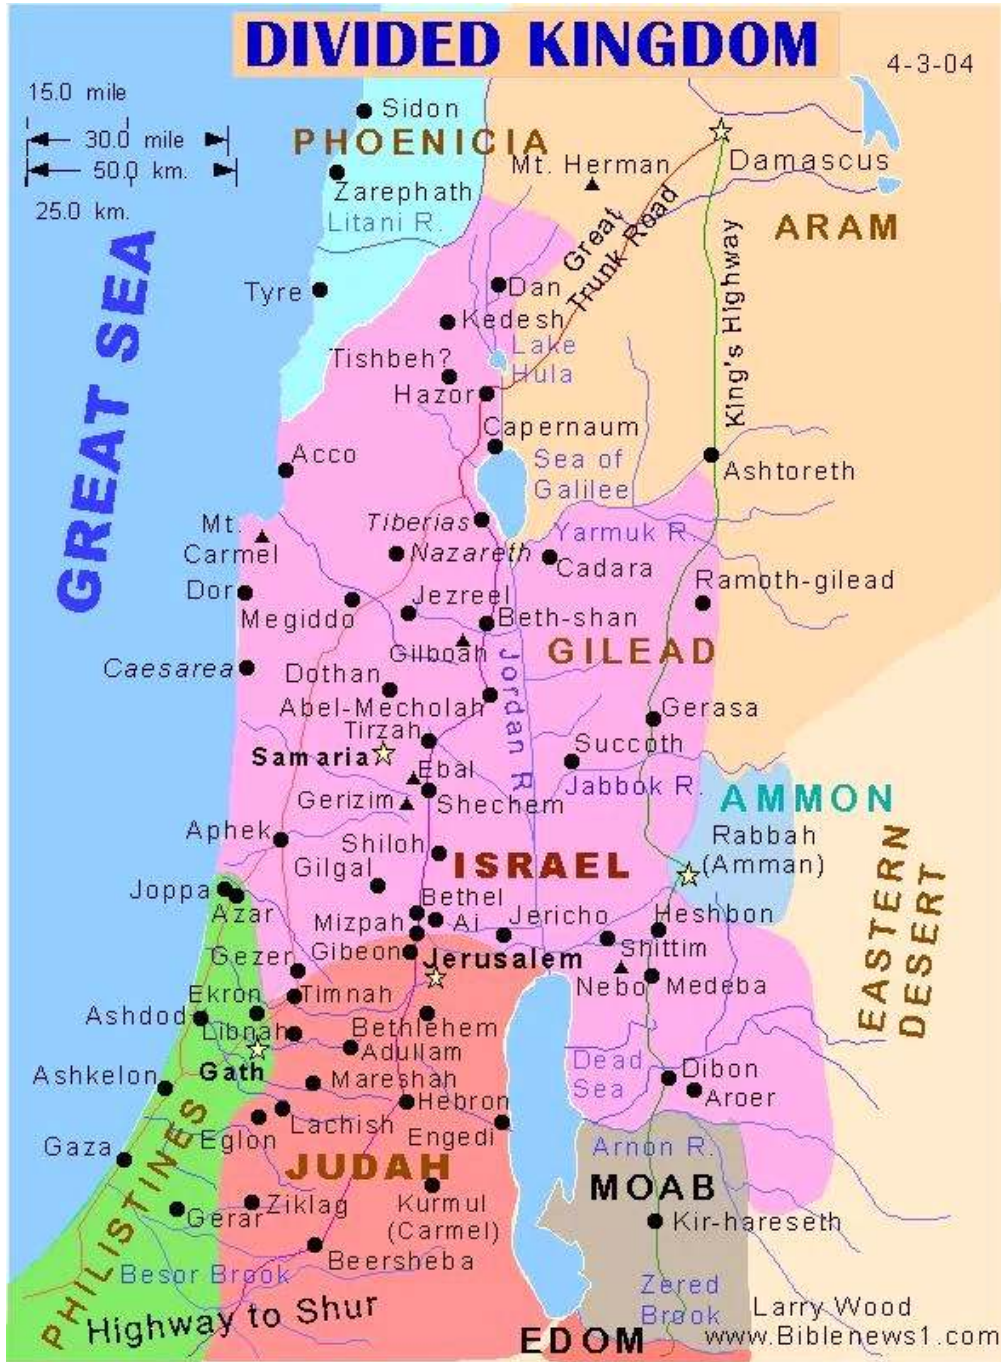 DIVIDED KINGDOM
4-3-04
15.0 mile
30.0 mile
50.0 km.
25.0 km.
Sidon
PHOENICIA
Mt. Herman
Damascus
Zarephath
Litani R.
ARAM
GREAT SEA
Great
Trunk Road
King's Highway
Tyre
Dan
Kedesh
Tishbeh?
Lake
Hula
Hazor
Capernaum
Acco
Sea of
Galilee
Ashtoreth
Mt.
Carmel
Tiberias
Yarmuk R.
Nazareth
Cadara
Ramoth-gilead
Dor
Megiddo
Jezreel
Beth-shan
Gilboah
GILEAD
Jordan R
Caesarea
Dothan
Abel-Mecholah
Gerasa
Tirzah
Samaria
Succoth
Ebal
Jabbok R.
AMMON
Gerizim
Shechem
Aphek
Shiloh
Rabbah
(Amman)
Gilgal
ISRAEL
EASTERN
DESERT
Joppa
Azar
Bethel
Mizpah
Ai
Jericho
Heshbon
Gezer
Gibeon
Jerusalem
Shittim
Nebo
Medeba
Ekron
Timnah
Ashdod
Libnah
Bethlehem
Gath
Adullam
Dead
Sea
Dibon
Ashkelon
Mareshah
Aroer
Hebron
Lachish
Eglon
Engedi
Arnon R.
Gaza
JUDAH
MOAB
PHILISTINES
Gerar
Ziklag
Kurmul
(Carmel)
Kir-hareseth
Beersheba
Besor Brook
Zered
Brook
Highway to Shur
Larry Wood
www.Biblenews1.com
EDOM